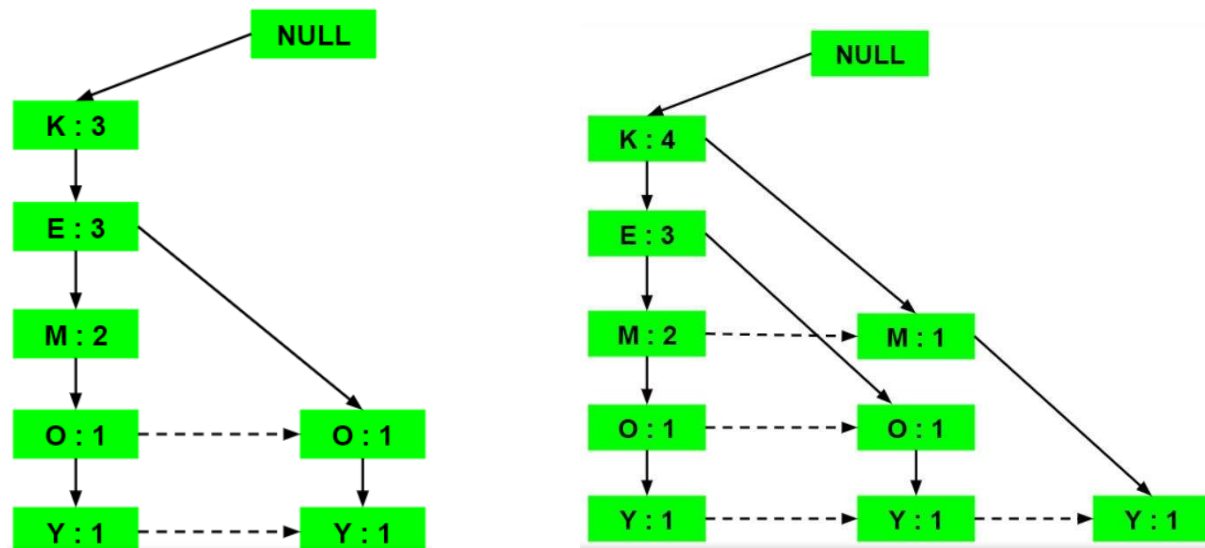 NULL
K : 3
E : 3
M : 2
O : 1
O : 1
Y : 1
Y : 1
NULL
K : 4
E : 3
M : 2
M : 1
O : 1
O : 1
Y : 1
Y : 1
Y : 1